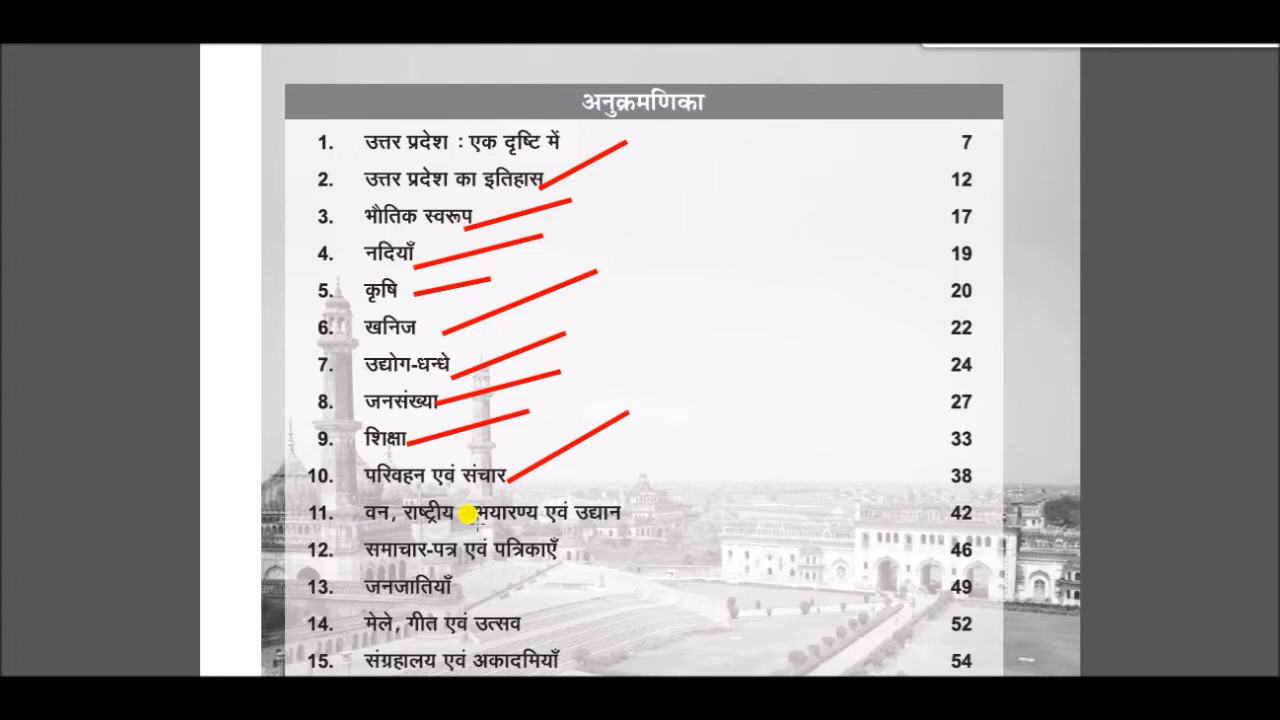 अनुक्रमणिका
1. उत्तर प्रदेश : एक दृष्टि में 7
2. उत्तर प्रदेश का इतिहास 12
3. भौतिक स्वरूप 17
4. नदियाँ 19
5. कृषि 20
6. खनिज 22
7. उद्योग-धन्धे 24
8. जनसंख्या 27
9. शिक्षा 33
10. परिवहन एवं संचार 38
11. वन, राष्ट्रीय अभयारण्य एवं उद्यान 42
12. समाचार-पत्र एवं पत्रिकाएँ 46
13. जनजातियाँ 49
14. मेले, गीत एवं उत्सव 52
15. संग्रहालय एवं अकादमियाँ 54